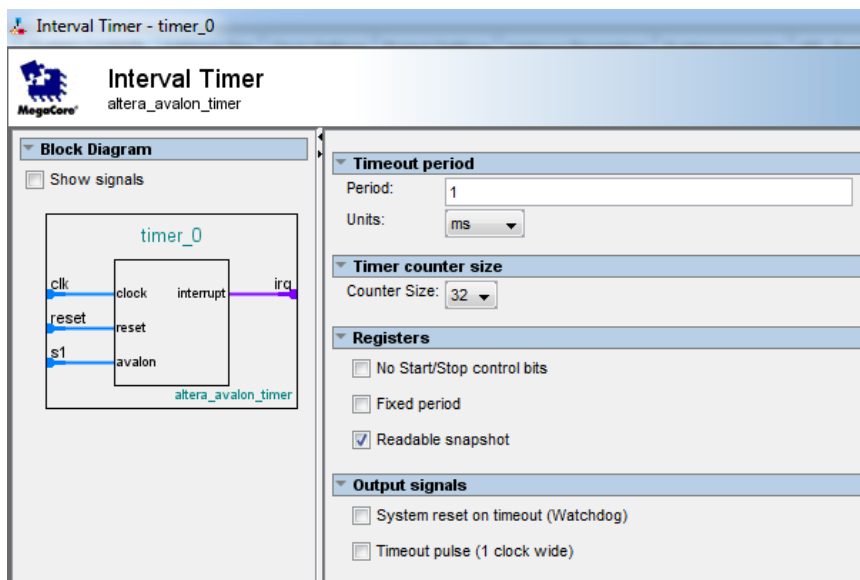 Interval Timer - timer_0
MegaCore®
Interval Timer
altera_avalon_timer
Block Diagram
Show signals
timer_0
clk
clock
interrupt
irq
reset
reset
s1
avalon
altera_avalon_timer
Timeout period
Period:
1
Units:
ms
Timer counter size
Counter Size:
32
Registers
No Start/Stop control bits
Fixed period
Readable snapshot
Output signals
System reset on timeout (Watchdog)
Timeout pulse (1 clock wide)